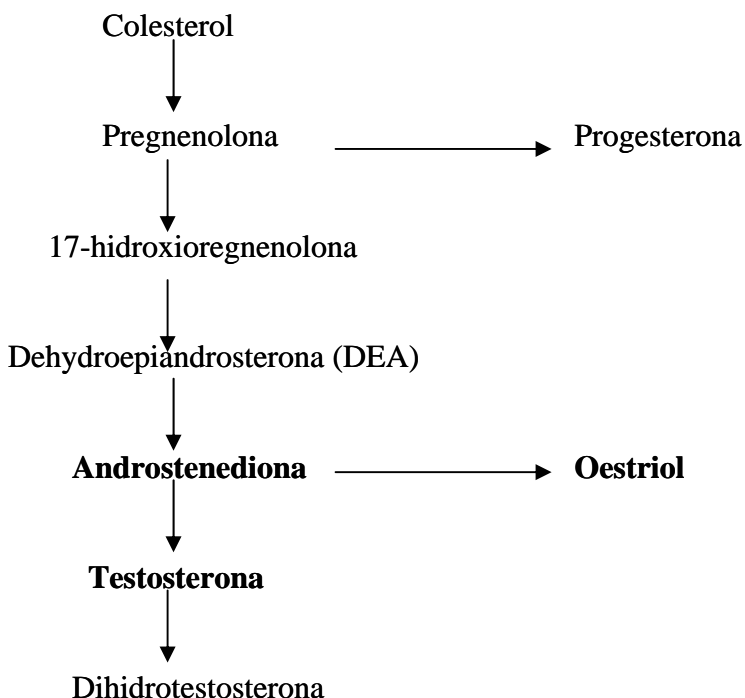 Colesterol
Pregnenolona Progesterona
17-hidroxioregnenolona
Dehydroepiandrosterona (DEA)
Androstenediona Oestriol
Testosterona
Dihidrotestosterona